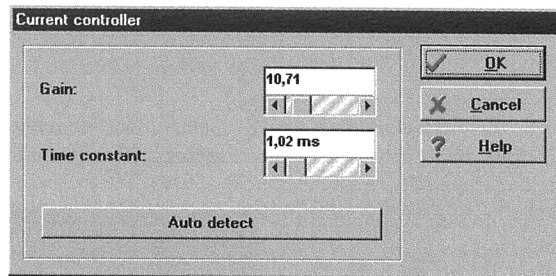 Current controller
Gain:
10,71
Time constant:
1,02 ms
Auto detect
OK
Cancel
? Help